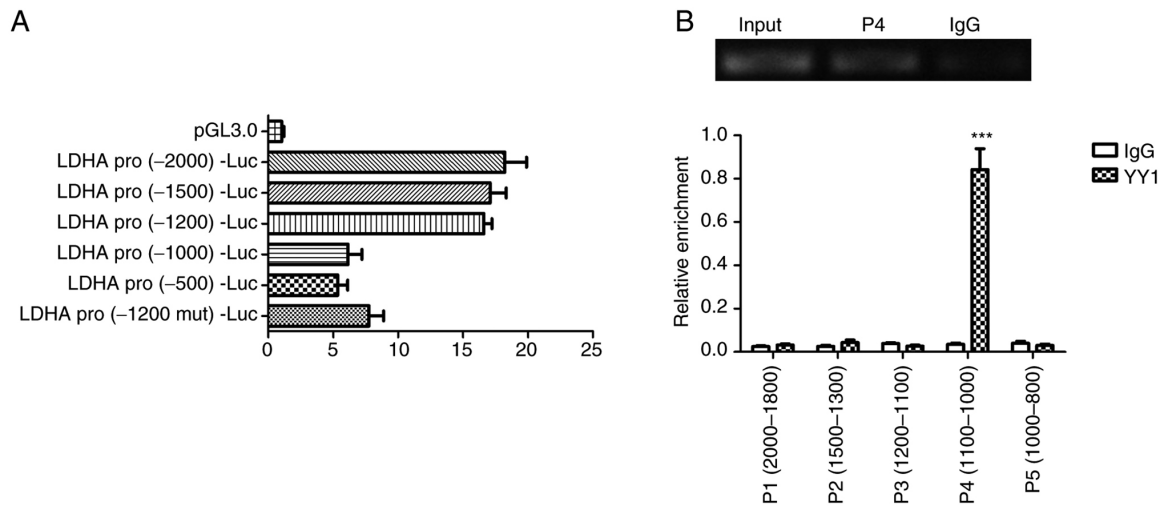 A
pGL3.0
LDHA pro (−2000) -Luc
LDHA pro (−1500) -Luc
LDHA pro (−1200) -Luc
LDHA pro (−1000) -Luc
LDHA pro (−500) -Luc
LDHA pro (−1200 mut) -Luc
0 5 10 15 20 25
B
Input P4 IgG
Relative enrichment
1.0
0.8
0.6
0.4
0.2
0.0
***
IgG
YY1
P1 (2000–1800)
P2 (1500–1300)
P3 (1200–1100)
P4 (1100–1000)
P5 (1000–800)